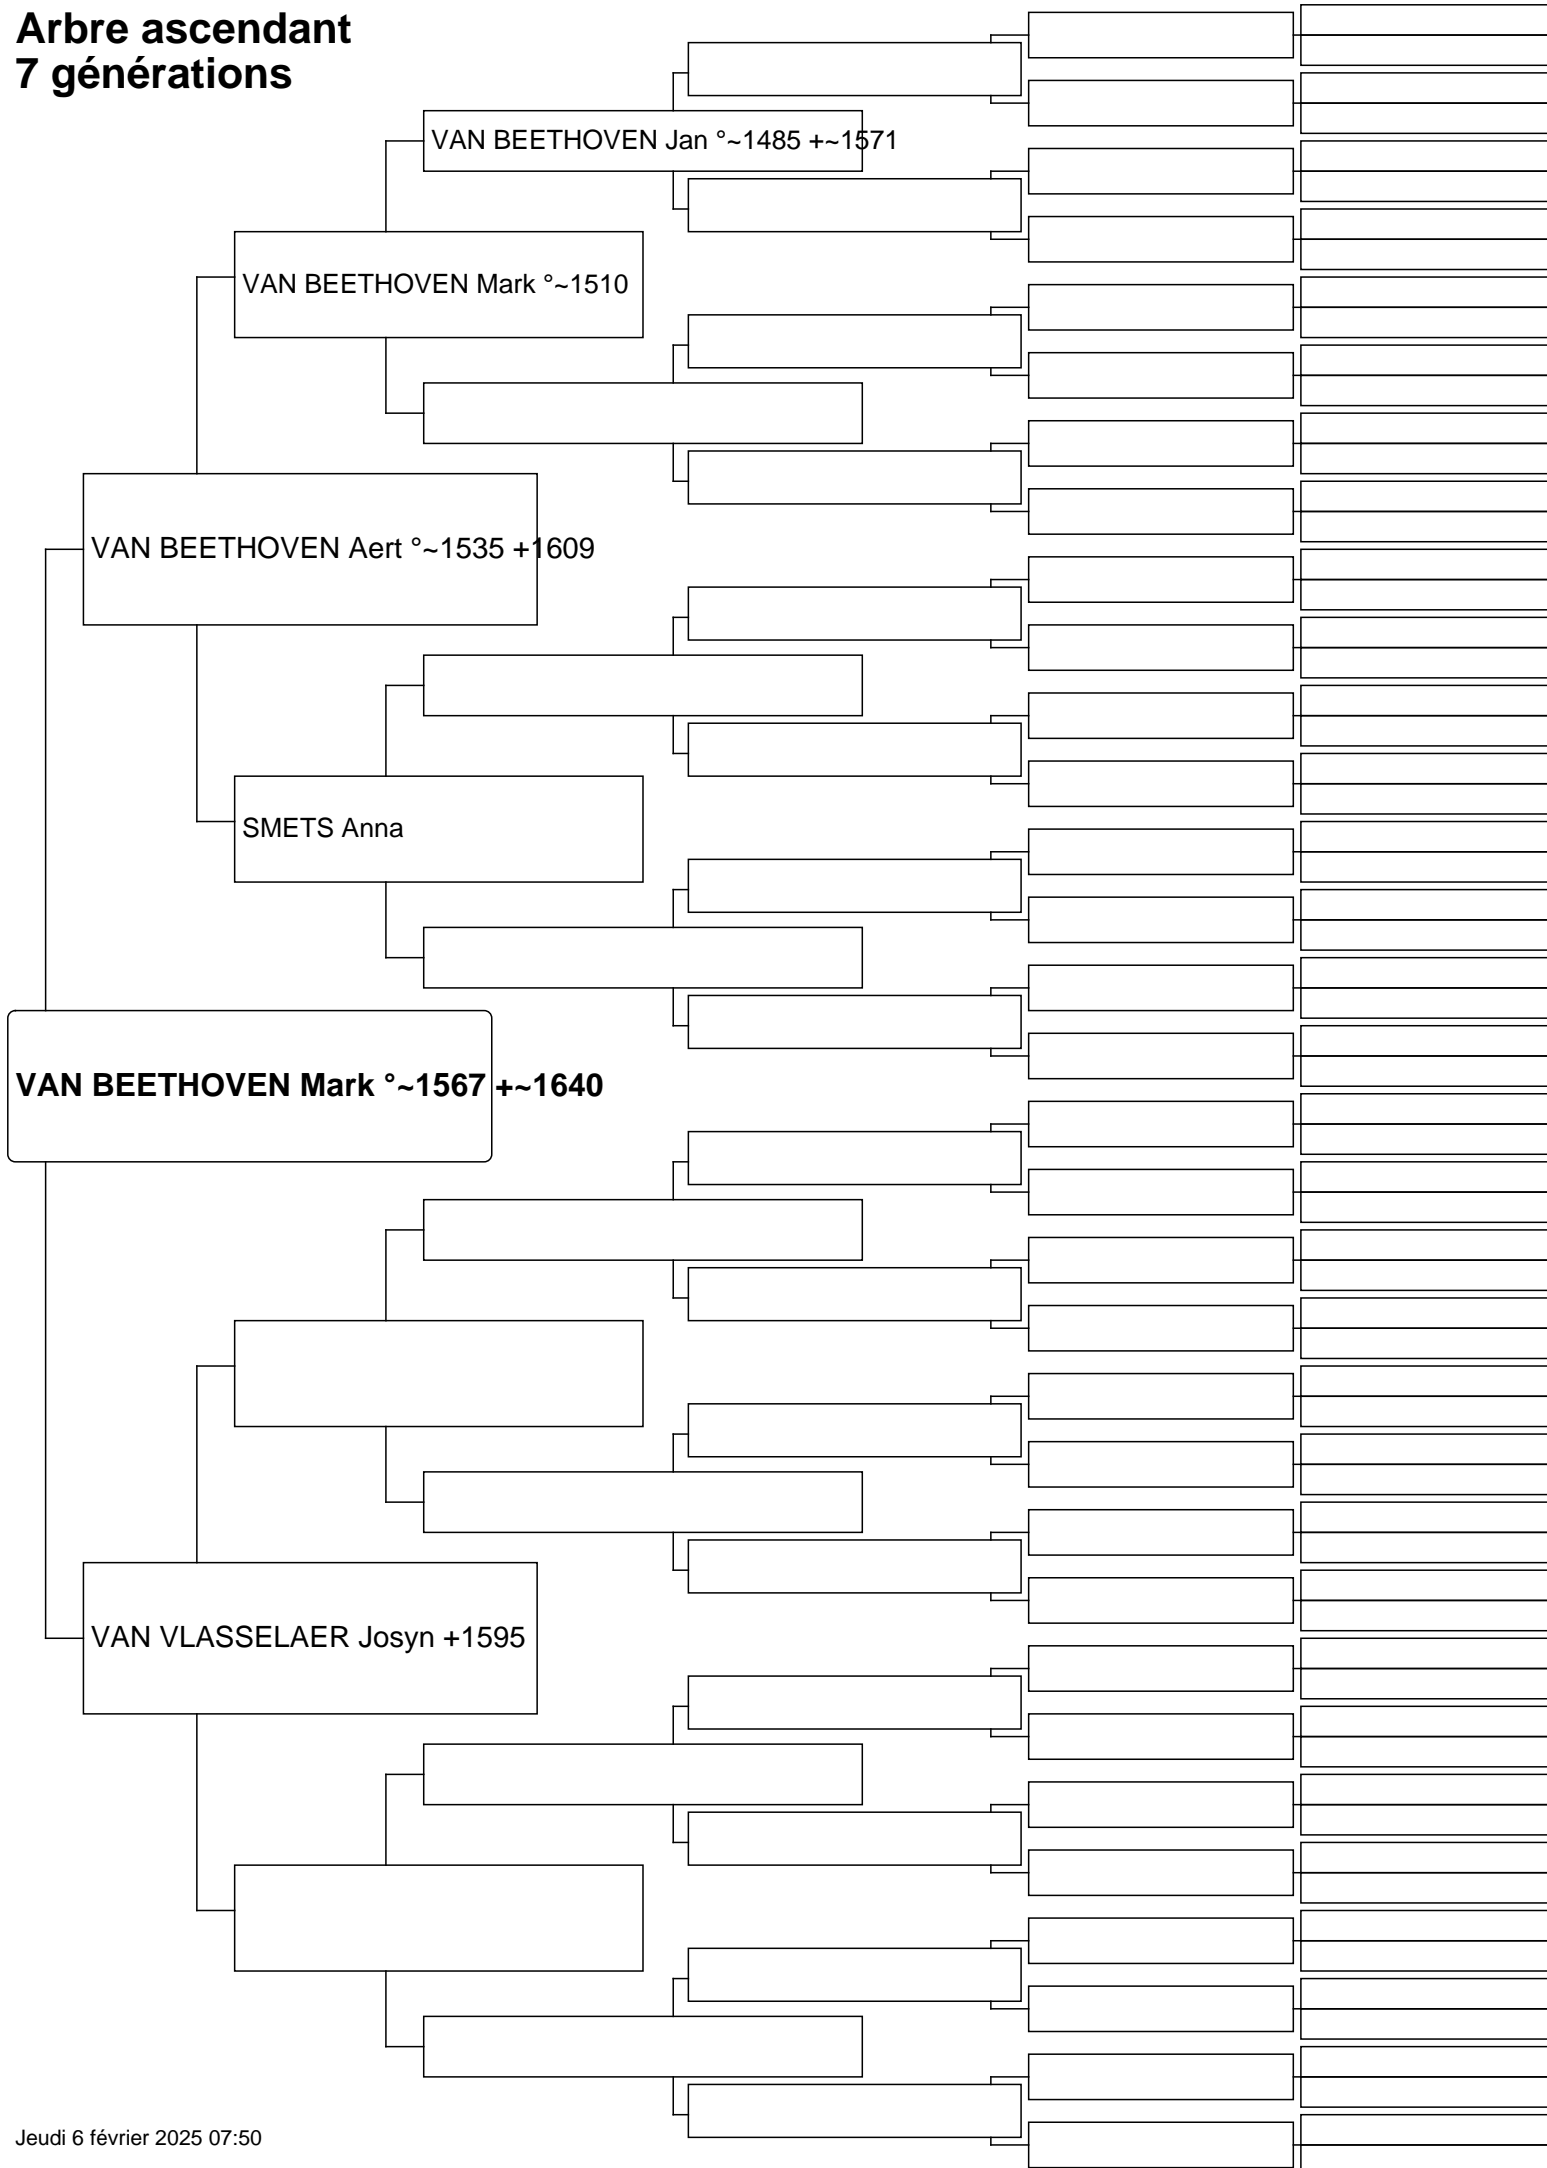 Arbre ascendant
7 générations
VAN BEETHOVEN Jan °~1485 +~1571
VAN BEETHOVEN Mark °~1510
VAN BEETHOVEN Aert °~1535 +1609
SMETS Anna
VAN BEETHOVEN Mark °~1567 +~1640
VAN VLASSELAER Josyn +1595
Jeudi 6 février 2025 07:50